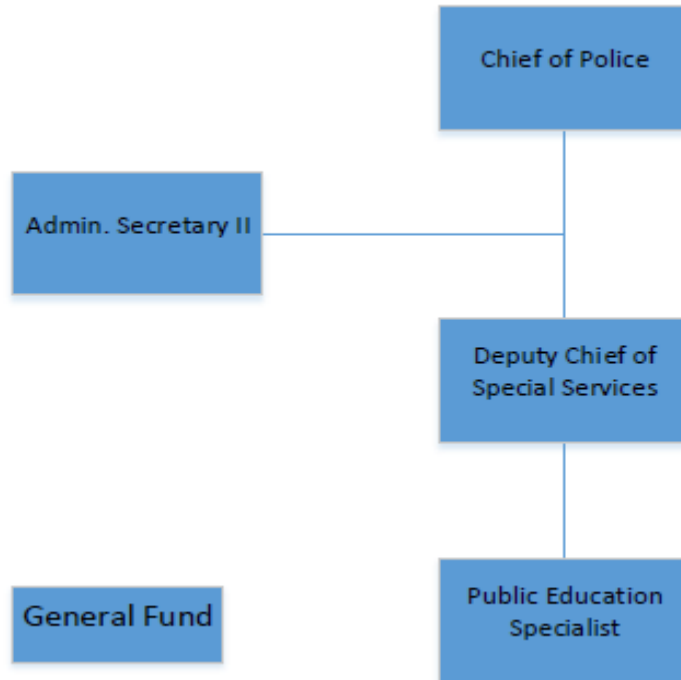 Chief of Police
Admin. Secretary II
Deputy Chief of
Special Services
General Fund
Public Education
Specialist